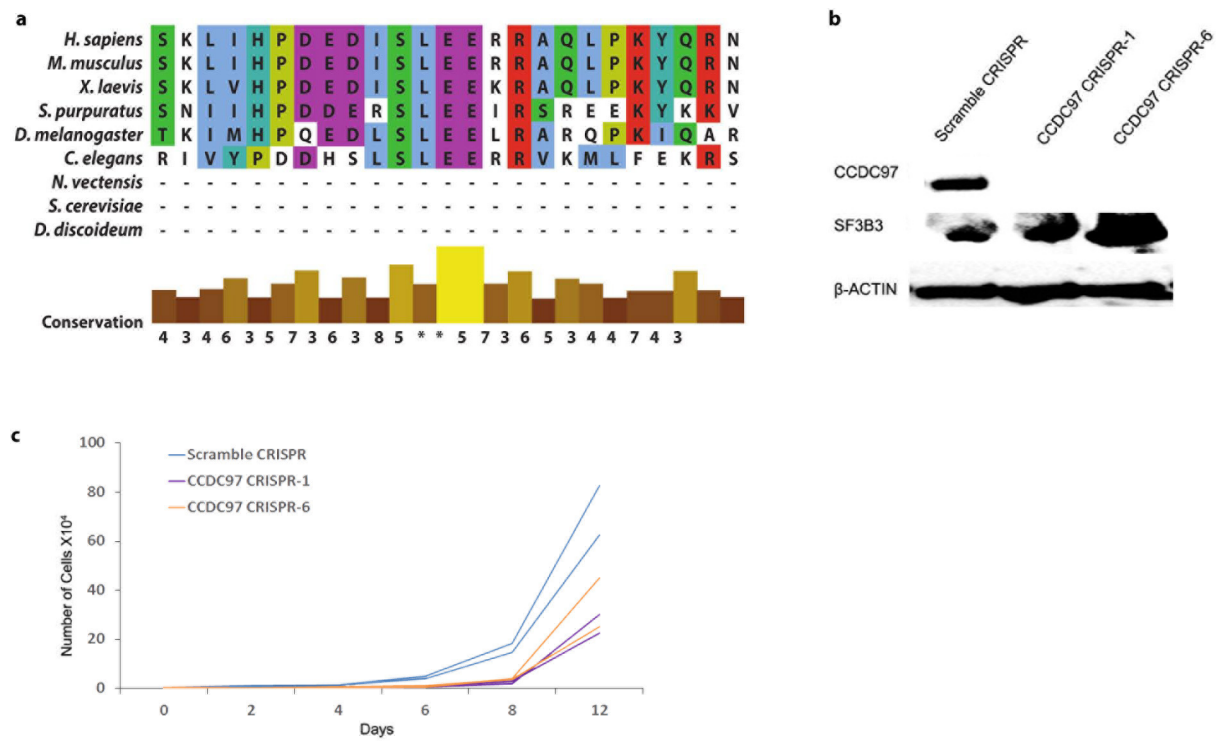 a
H. sapiens S K L I H P D E D I S L E E R R A Q L P K Y Q R N
M. musculus S K L I H P D E D I S L E E R R A Q L P K Y Q R N
X. laevis S K L V H P D E D I S L E E K R A Q L P K Y Q R N
S. purpuratus S N I I H P D D E R S L E E I R S R E E K Y K K V
D. melanogaster T K I M H P Q E D L S L E E L R A R Q P K I Q A R
C. elegans R I V Y P D D H S L S L E E R R V K M L F E K R S
N. vectensis - - - - - - - - - - - - - - - - - - - - - - - - -
S. cerevisiae - - - - - - - - - - - - - - - - - - - - - - - - -
D. discoideum - - - - - - - - - - - - - - - - - - - - - - - - -
Conservation
4 3 4 6 3 5 7 3 6 3 8 5 * * 5 7 3 6 5 3 4 4 7 4 3
b
Scramble CRISPR
CCDC97 CRISPR-1
CCDC97 CRISPR-6
CCDC97
SF3B3
β-ACTIN
c
Scramble CRISPR
CCDC97 CRISPR-1
CCDC97 CRISPR-6
Number of Cells X10⁴
100
80
60
40
20
0
0 2 4 6 8 12
Days